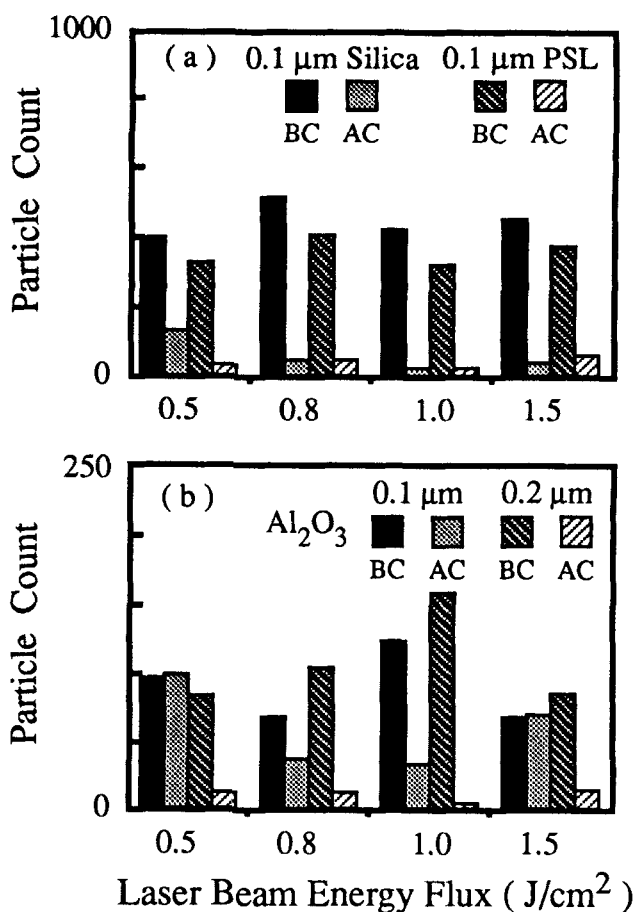 1000
( a ) 0.1 µm Silica 0.1 µm PSL
BC AC BC AC
Particle Count
0
0.5 0.8 1.0 1.5
250
( b ) 0.1 µm 0.2 µm
Al₂O₃
BC AC BC AC
Particle Count
0
0.5 0.8 1.0 1.5
Laser Beam Energy Flux ( J/cm² )